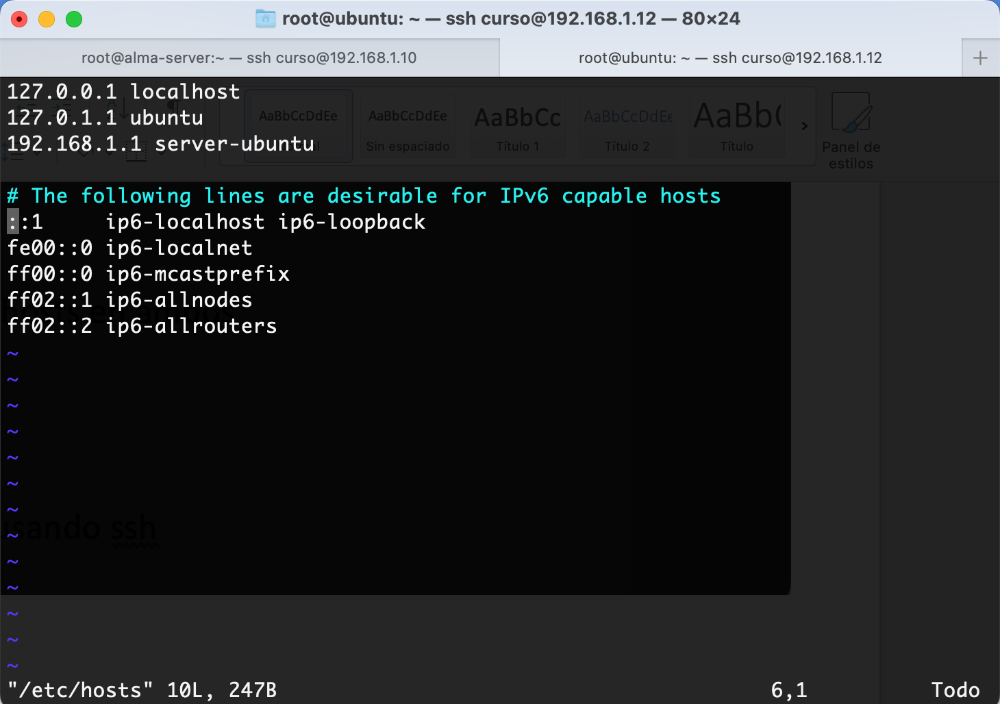 root@ubuntu: ~ — ssh curso@192.168.1.12 — 80×24
root@alma-server:~ — ssh curso@192.168.1.10
root@ubuntu: ~ — ssh curso@192.168.1.12
127.0.0.1 localhost
127.0.1.1 ubuntu
192.168.1.1 server-ubuntu
AaBbCcDdEe
AaBbCcDdEe
AaBbCc
AaBbCcDdEe
AaBb(
Sin espaciado
Título 1
Título 2
Título
Panel de
estilos
# The following lines are desirable for IPv6 capable hosts
::1     ip6-localhost ip6-loopback
fe00::0 ip6-localnet
ff00::0 ip6-mcastprefix
ff02::1 ip6-allnodes
ff02::2 ip6-allrouters
~
~
~
~
~
~
~
usando ssh
~
~
~
~
~
~
"/etc/hosts" 10L, 247B
6,1
Todo